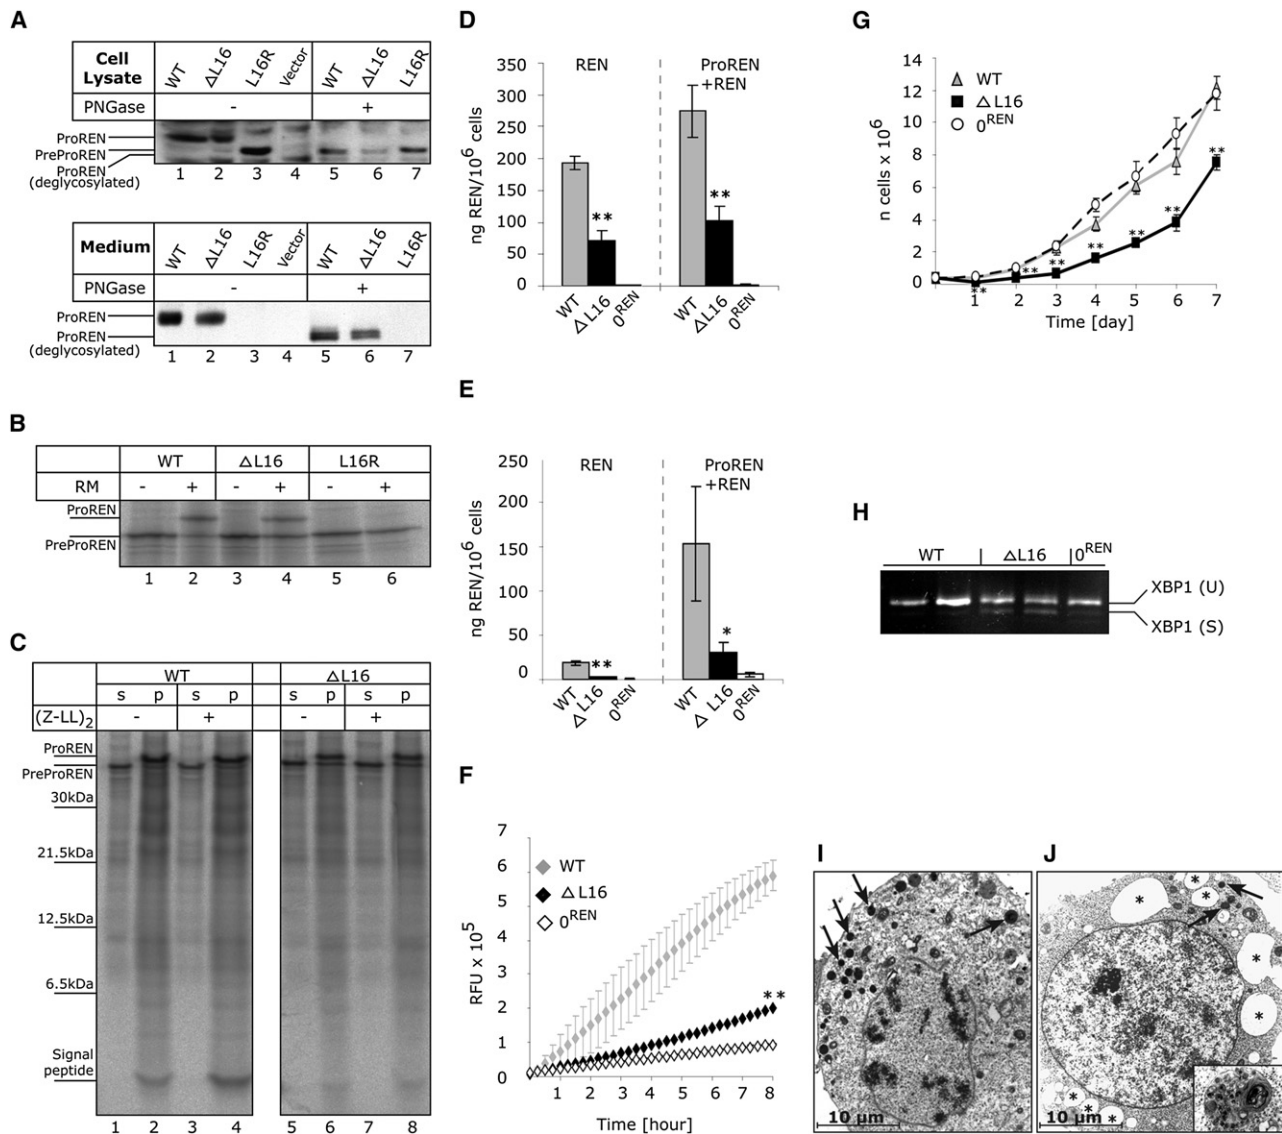 A
Cell Lysate
WT ΔL16 L16R Vector WT ΔL16 L16R
PNGase - +
ProREN
PreProREN
ProREN (deglycosylated)
1 2 3 4 5 6 7
Medium
WT ΔL16 L16R Vector WT ΔL16 L16R
PNGase - +
ProREN
ProREN (deglycosylated)
1 2 3 4 5 6 7
B
WT ΔL16 L16R
RM - + - + - +
ProREN
PreProREN
1 2 3 4 5 6
C
WT ΔL16
s p s p s p s p
(Z-LL)2 - + - +
ProREN
PreProREN
30kDa
21.5kDa
12.5kDa
6.5kDa
Signal peptide
1 2 3 4 5 6 7 8
D
REN
ProREN +REN
ng REN/10^6 cells
350
300
250
200
150
100
50
0
**
**
WT ΔL16 0^REN WT ΔL16 0^REN
E
REN
ProREN +REN
ng REN/10^6 cells
250
200
150
100
50
0
**
*
WT ΔL16 0^REN WT ΔL16 0^REN
F
RFU x 10^5
7
6
5
4
3
2
1
0
WT
ΔL16
0^REN
**
1 2 3 4 5 6 7 8
Time [hour]
G
n cells x 10^6
14
12
10
8
6
4
2
0
WT
ΔL16
0^REN
** ** ** ** ** ** **
1 2 3 4 5 6 7
Time [day]
H
WT | ΔL16 | 0^REN
XBP1 (U)
XBP1 (S)
I
10 µm
J
* * * * * * *
10 µm